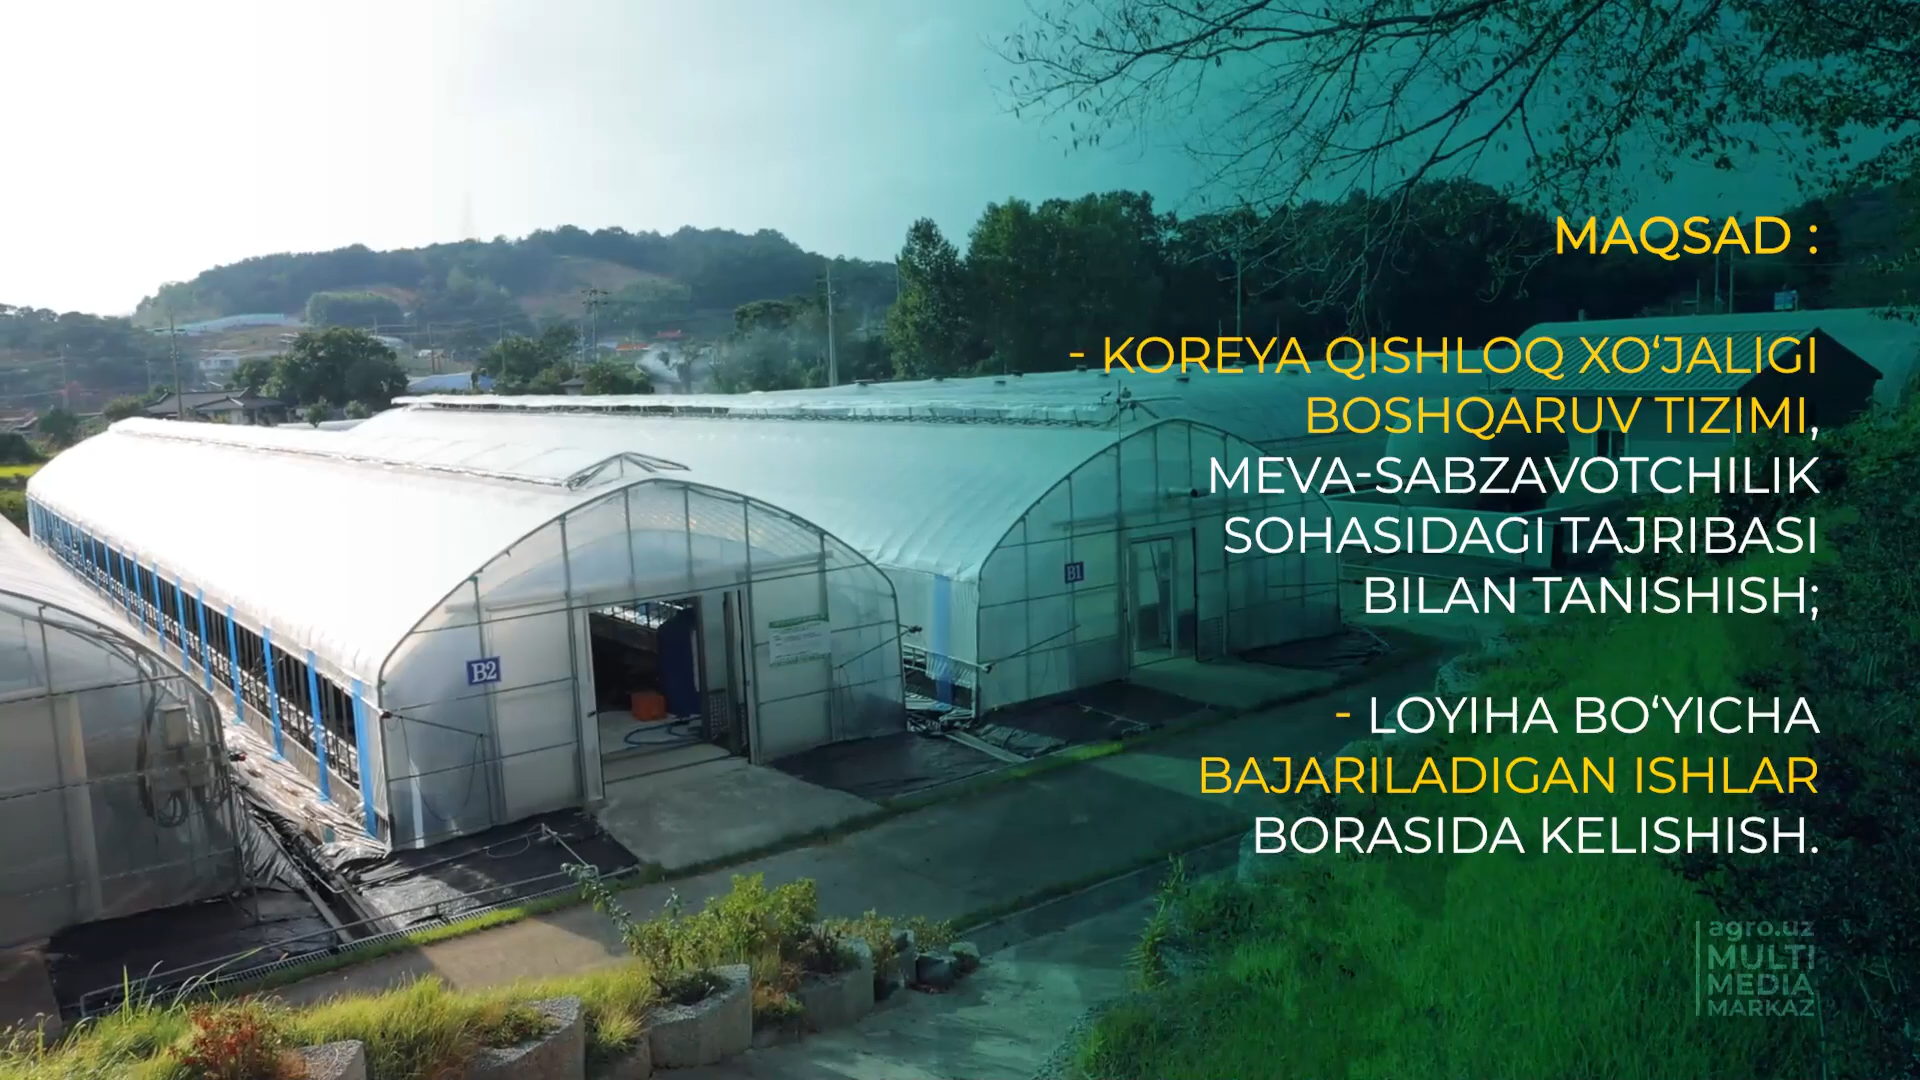 MAQSAD :
- KOREYA QISHLOQ XO‘JALIGI
BOSHQARUV TIZIMI,
MEVA-SABZAVOTCHILIK
SOHASIDAGI TAJRIBASI
BILAN TANISHISH;
- LOYIHA BO‘YICHA
BAJARILADIGAN ISHLAR
BORASIDA KELISHISH.
B2
B1
agro.uz
MULTI
MEDIA
MARKAZ